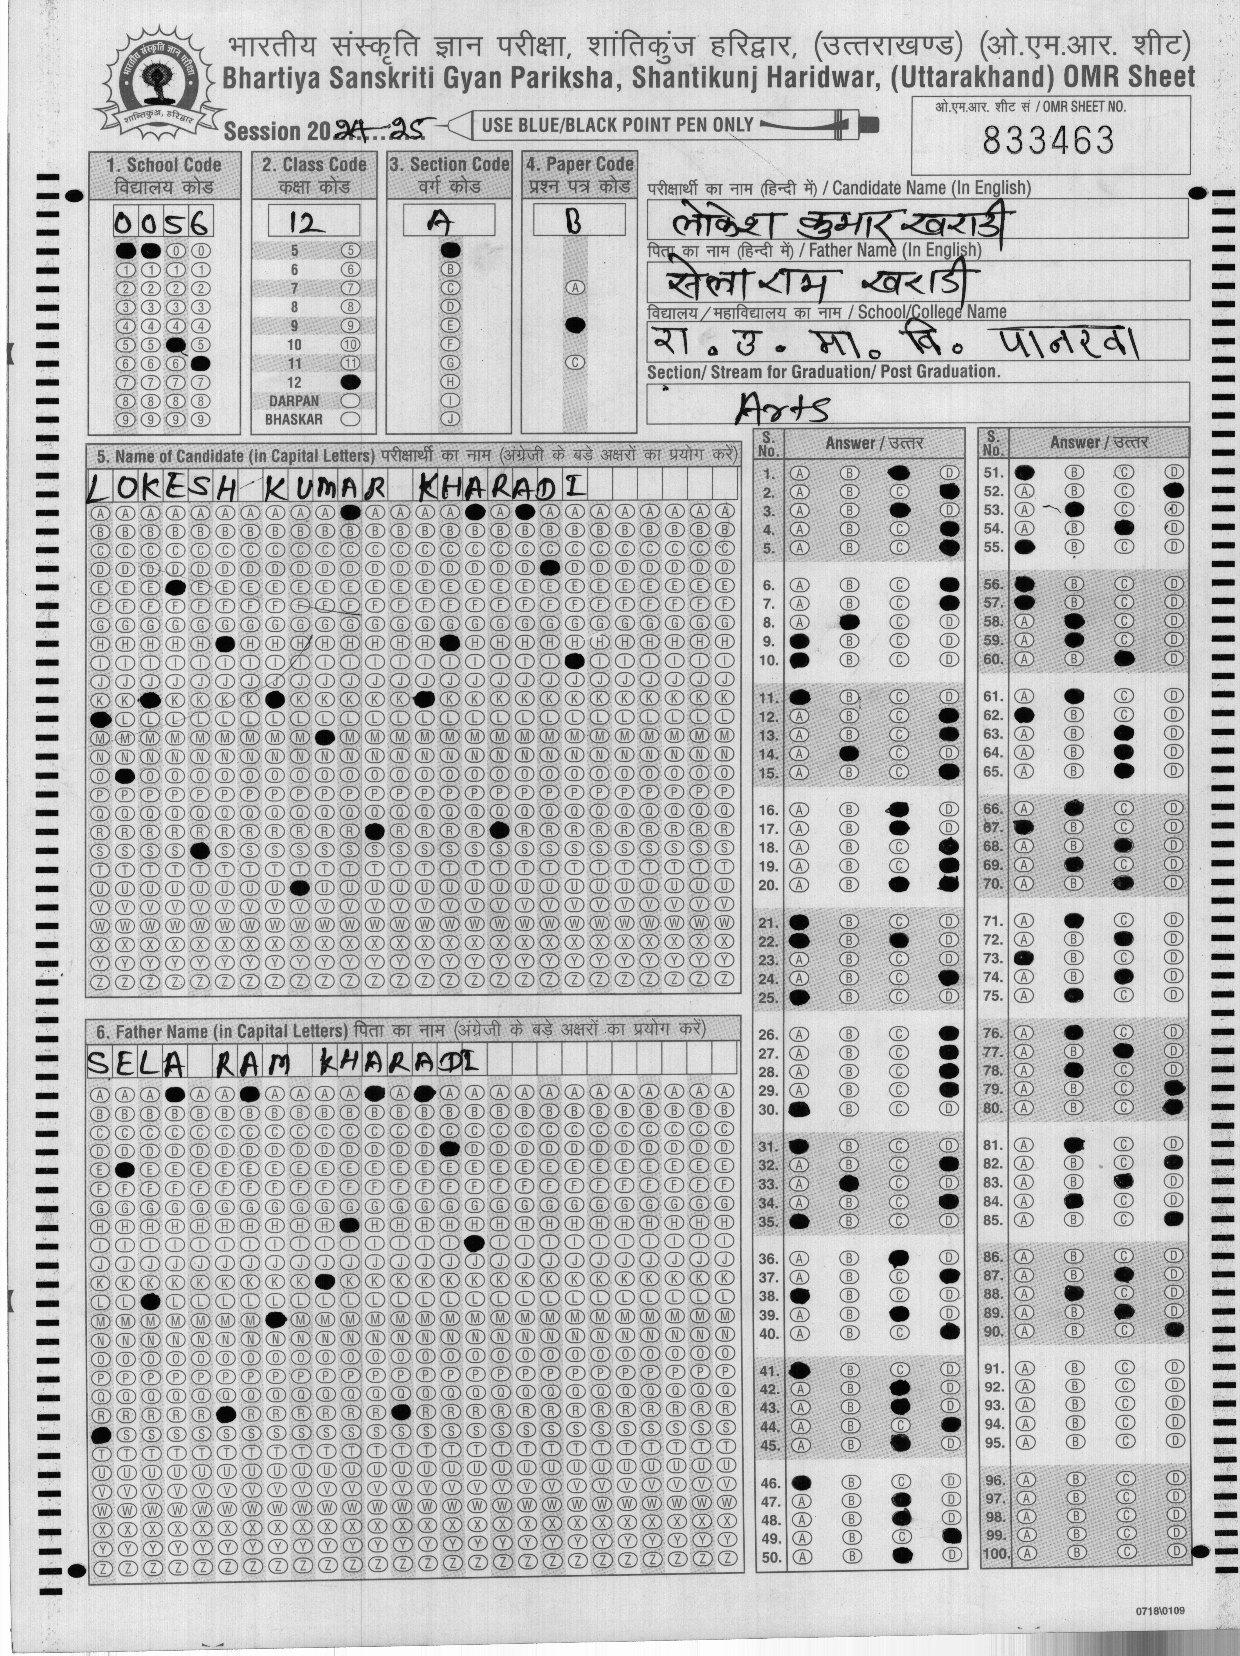 भारतीय संस्कृति ज्ञान परीक्षा, शांतिकुंज हरिद्वार, (उत्तराखण्ड) (ओ.एम.आर. शीट)
Bhartiya Sanskriti Gyan Pariksha, Shantikunj Haridwar, (Uttarakhand) OMR Sheet
Session 2024-25
USE BLUE/BLACK POINT PEN ONLY
ओ.एम.आर. शीट सं / OMR SHEET NO.
833463
1. School Code
विद्यालय कोड
0056
2. Class Code
कक्षा कोड
12
5
6
7
8
9
10
11
12
DARPAN
BHASKAR
3. Section Code
वर्ग कोड
A
4. Paper Code
प्रश्न पत्र कोड
B
परीक्षार्थी का नाम (हिन्दी में) / Candidate Name (In English)
लोकेश कुमार खराडी
पिता का नाम (हिन्दी में) / Father Name (In English)
सेलाराम खराडी
विद्यालय/महाविद्यालय का नाम / School/College Name
रा. उ. मा. वि. पानरवा
Section/ Stream for Graduation/ Post Graduation.
Arts
5. Name of Candidate (in Capital Letters) परीक्षार्थी का नाम (अंग्रेजी के बडे अक्षरों का प्रयोग करें)
LOKESH KUMAR KHARADI
6. Father Name (in Capital Letters) पिता का नाम (अंग्रेजी के बडे अक्षरों का प्रयोग करें)
SELA RAM KHARADI
S. No. Answer / उत्तर
S. No. Answer / उत्तर
0718\0109